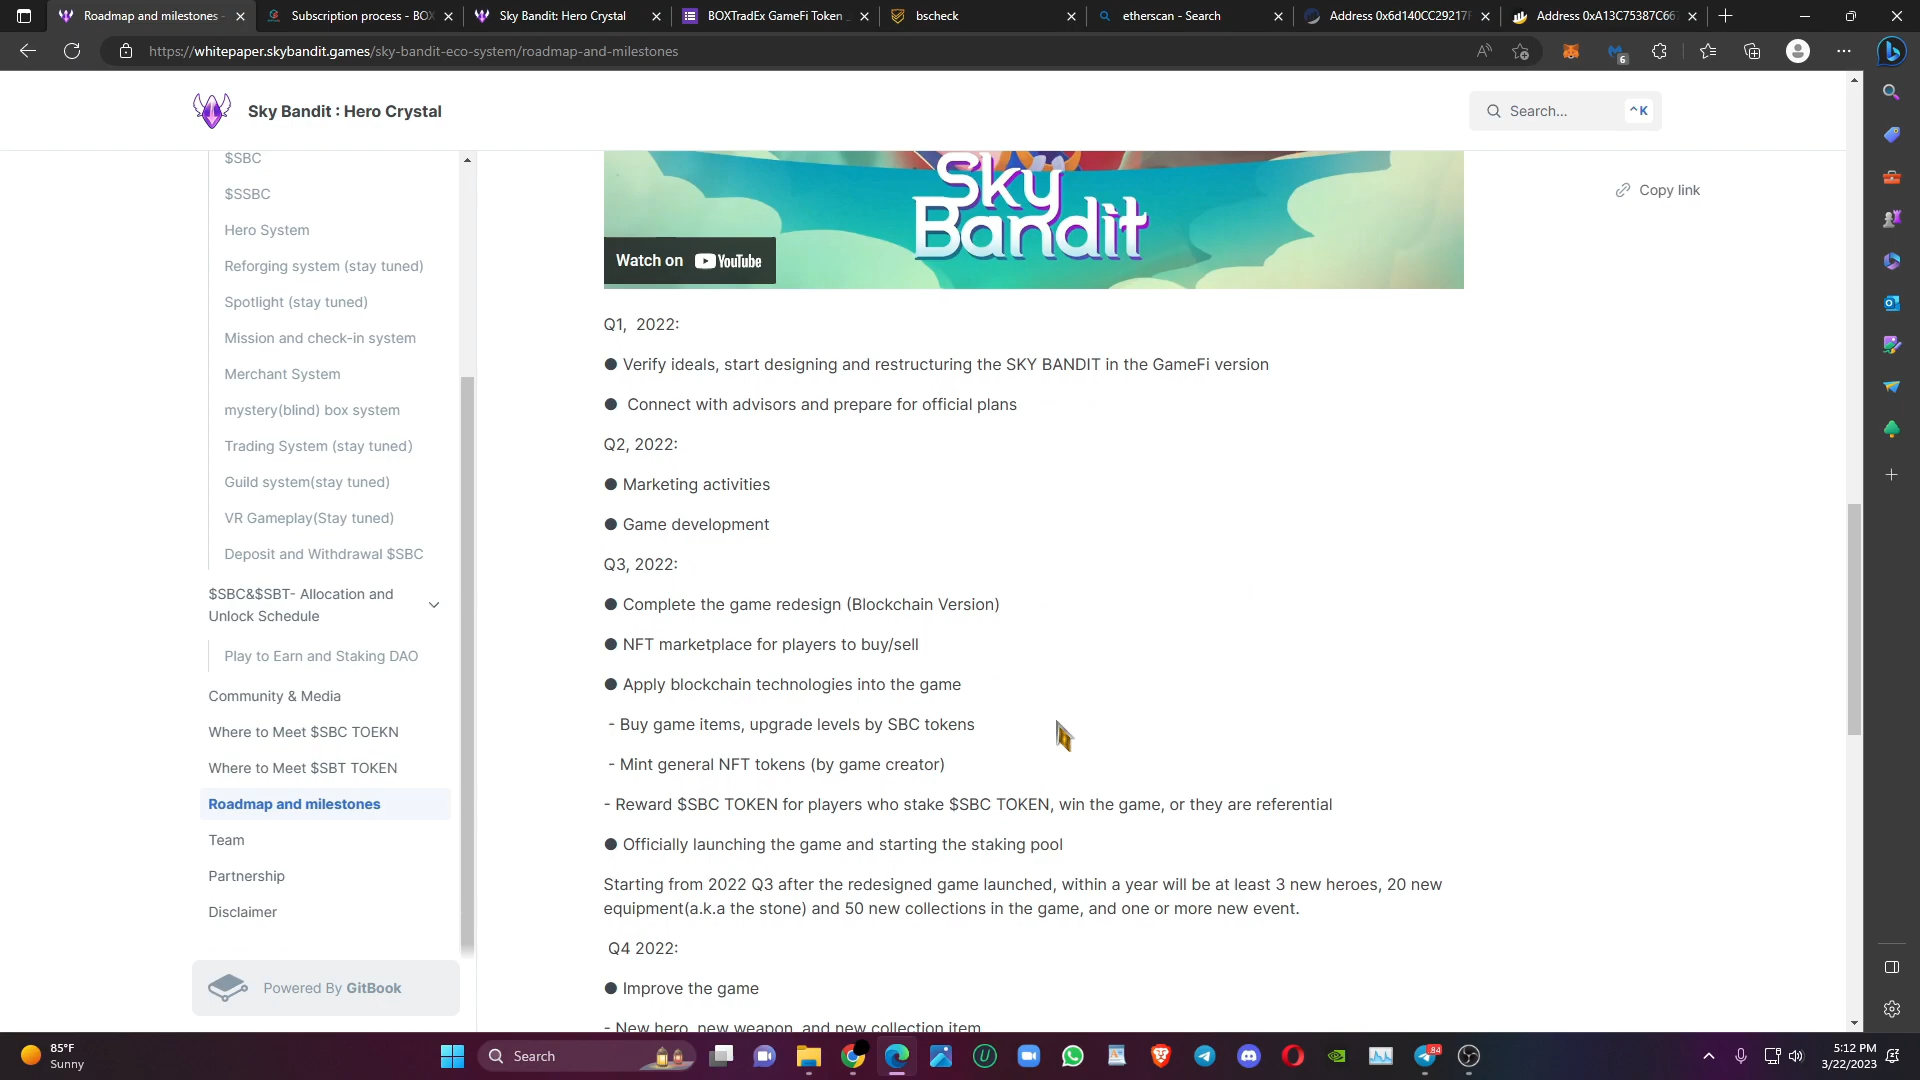 Roadmap and milestones -
Subscription process - BOX
Sky Bandit: Hero Crystal
BOXTradEx GameFi Token
bscheck
etherscan - Search
Address 0x6d140CC29217
Address 0xA13C75387C66
https://whitepaper.skybandit.games/sky-bandit-eco-system/roadmap-and-milestones
6
Sky Bandit : Hero Crystal
Search...
^K
$SBC
$SSBC
Hero System
Reforging system (stay tuned)
Spotlight (stay tuned)
Mission and check-in system
Merchant System
mystery(blind) box system
Trading System (stay tuned)
Guild system(stay tuned)
VR Gameplay(Stay tuned)
Deposit and Withdrawal $SBC
$SBC&$SBT- Allocation and
Unlock Schedule
Play to Earn and Staking DAO
Community & Media
Where to Meet $SBC TOEKN
Where to Meet $SBT TOKEN
Roadmap and milestones
Team
Partnership
Disclaimer
Powered By GitBook
Sky
Bandit
Watch on YouTube
Copy link
Q1, 2022:
● Verify ideals, start designing and restructuring the SKY BANDIT in the GameFi version
● Connect with advisors and prepare for official plans
Q2, 2022:
● Marketing activities
● Game development
Q3, 2022:
● Complete the game redesign (Blockchain Version)
● NFT marketplace for players to buy/sell
● Apply blockchain technologies into the game
- Buy game items, upgrade levels by SBC tokens
- Mint general NFT tokens (by game creator)
- Reward $SBC TOKEN for players who stake $SBC TOKEN, win the game, or they are referential
● Officially launching the game and starting the staking pool
Starting from 2022 Q3 after the redesigned game launched, within a year will be at least 3 new heroes, 20 new
equipment(a.k.a the stone) and 50 new collections in the game, and one or more new event.
Q4 2022:
● Improve the game
- New hero, new weapon, and new collection item
85°F
Sunny
Search
84
5:12 PM
3/22/2023